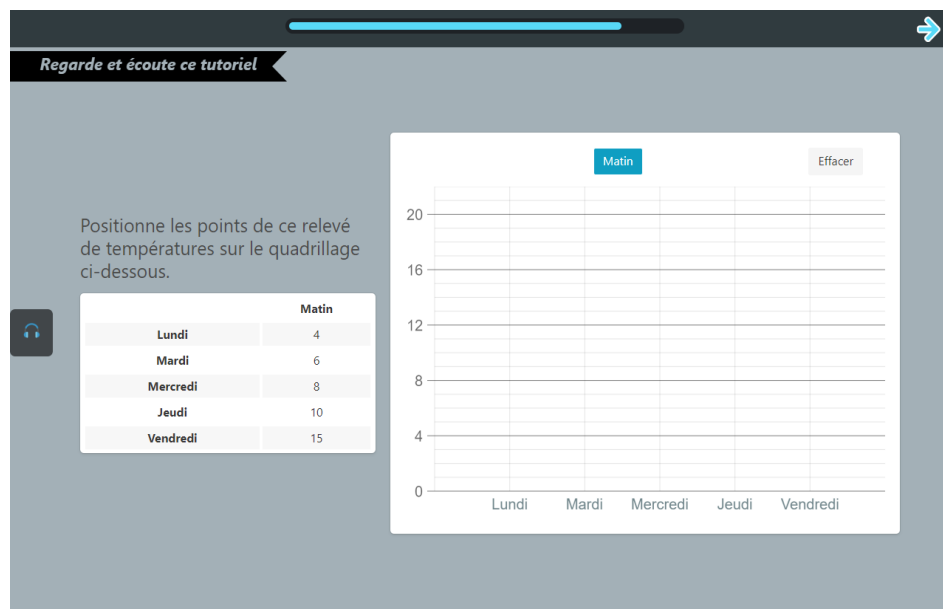 Regarde et écoute ce tutoriel
Positionne les points de ce relevé
de températures sur le quadrillage
ci-dessous.
Matin
Lundi 4
Mardi 6
Mercredi 8
Jeudi 10
Vendredi 15
Matin Effacer
20
16
12
8
4
0
Lundi Mardi Mercredi Jeudi Vendredi